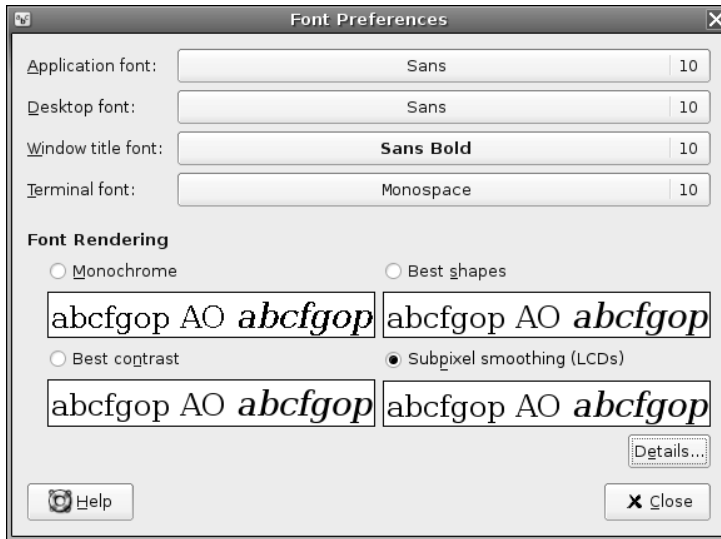 Font Preferences
Application font: Sans 10
Desktop font: Sans 10
Window title font: Sans Bold 10
Terminal font: Monospace 10
Font Rendering
Monochrome Best shapes
abcfgop AO abcfgop abcfgop AO abcfgop
Best contrast Subpixel smoothing (LCDs)
abcfgop AO abcfgop abcfgop AO abcfgop
Details...
Help Close